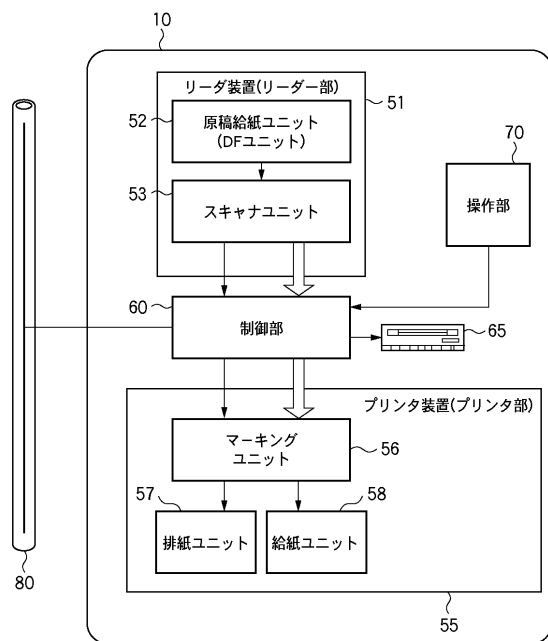 10
リーダ装置(リーダー部)
51
52
原稿給紙ユニット
(DFユニット)
70
53
スキャナユニット
操作部
60
制御部
65
プリンタ装置(プリンタ部)
マーキング
ユニット
56
57
58
排紙ユニット
給紙ユニット
80
55